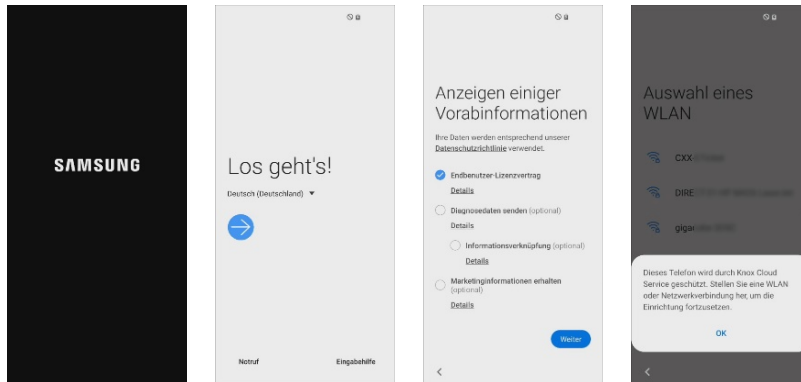 SAMSUNG
Los geht's!
Deutsch (Deutschland)
Notruf
Eingabehilfe
Anzeigen einiger
Vorabinformationen
Ihre Daten werden entsprechend unserer
Datenschutzrichtlinie verwendet.
Endbenutzer-Lizenzvertrag
Details
Diagnosedaten senden (optional)
Details
Informationsverknüpfung (optional)
Details
Marketinginformationen erhalten
(optional)
Details
Weiter
Auswahl eines
WLAN
CXX
DIRE
giga
Dieses Telefon wird durch Knox Cloud
Service geschützt. Stellen Sie eine WLAN
oder Netzwerkverbindung her, um die
Einrichtung fortzusetzen.
OK